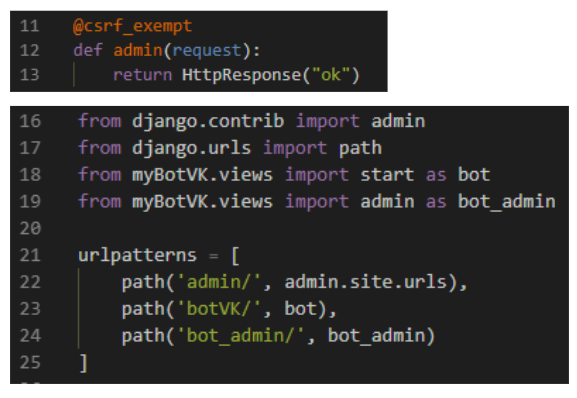 11 @csrf_exempt
12 def admin(request):
13 return HttpResponse("ok")
16 from django.contrib import admin
17 from django.urls import path
18 from myBotVK.views import start as bot
19 from myBotVK.views import admin as bot_admin
20
21 urlpatterns = [
22 path('admin/', admin.site.urls),
23 path('botVK/', bot),
24 path('bot_admin/', bot_admin)
25 ]